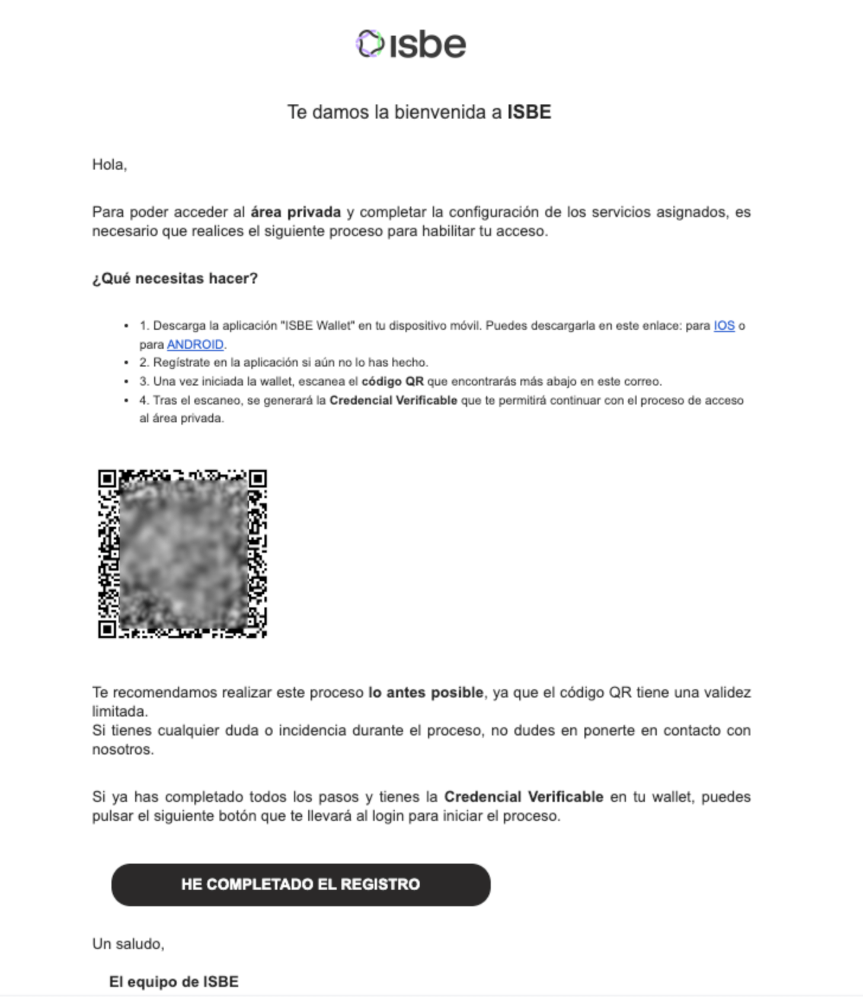 isbe
Te damos la bienvenida a ISBE
Hola,
Para poder acceder al área privada y completar la configuración de los servicios asignados, es
necesario que realices el siguiente proceso para habilitar tu acceso.
¿Qué necesitas hacer?
• 1. Descarga la aplicación "ISBE Wallet" en tu dispositivo móvil. Puedes descargarla en este enlace: para IOS o
para ANDROID.
• 2. Regístrate en la aplicación si aún no lo has hecho.
• 3. Una vez iniciada la wallet, escanea el código QR que encontrarás más abajo en este correo.
• 4. Tras el escaneo, se generará la Credencial Verificable que te permitirá continuar con el proceso de acceso
al área privada.
Te recomendamos realizar este proceso lo antes posible, ya que el código QR tiene una validez
limitada.
Si tienes cualquier duda o incidencia durante el proceso, no dudes en ponerte en contacto con
nosotros.
Si ya has completado todos los pasos y tienes la Credencial Verificable en tu wallet, puedes
pulsar el siguiente botón que te llevará al login para iniciar el proceso.
HE COMPLETADO EL REGISTRO
Un saludo,
El equipo de ISBE